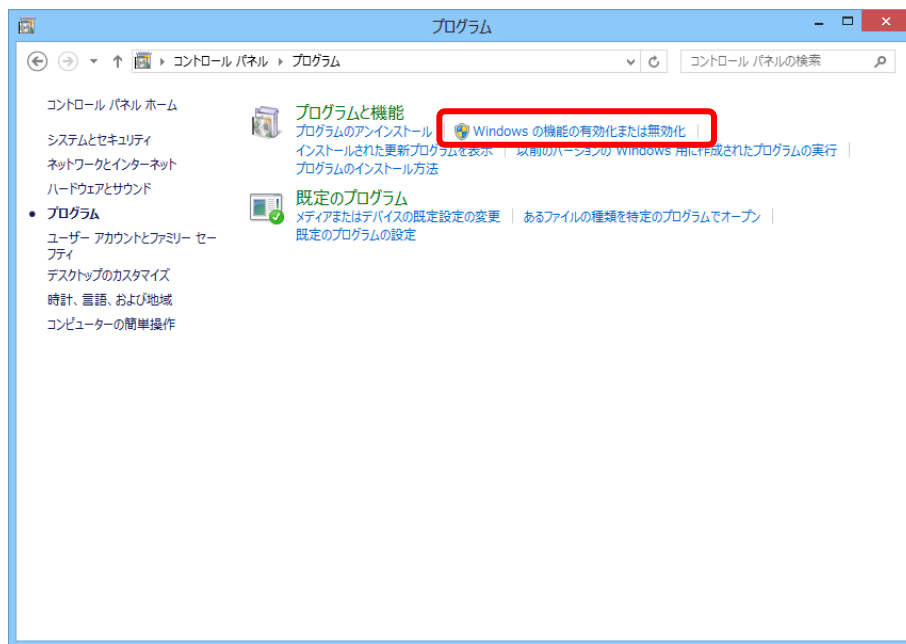 プログラム
コントロール パネル プログラム
コントロール パネルの検索
コントロール パネル ホーム
システムとセキュリティ
ネットワークとインターネット
ハードウェアとサウンド
プログラム
ユーザー アカウントとファミリー セー
フティ
デスクトップのカスタマイズ
時計、言語、および地域
コンピューターの簡単操作
プログラムと機能
プログラムのアンインストール Windows の機能の有効化または無効化
インストールされた更新プログラムを表示 以前のバージョンの Windows 用に作成されたプログラムの実行
プログラムのインストール方法
既定のプログラム
メディアまたはデバイスの既定設定の変更 あるファイルの種類を特定のプログラムでオープン
既定のプログラムの設定